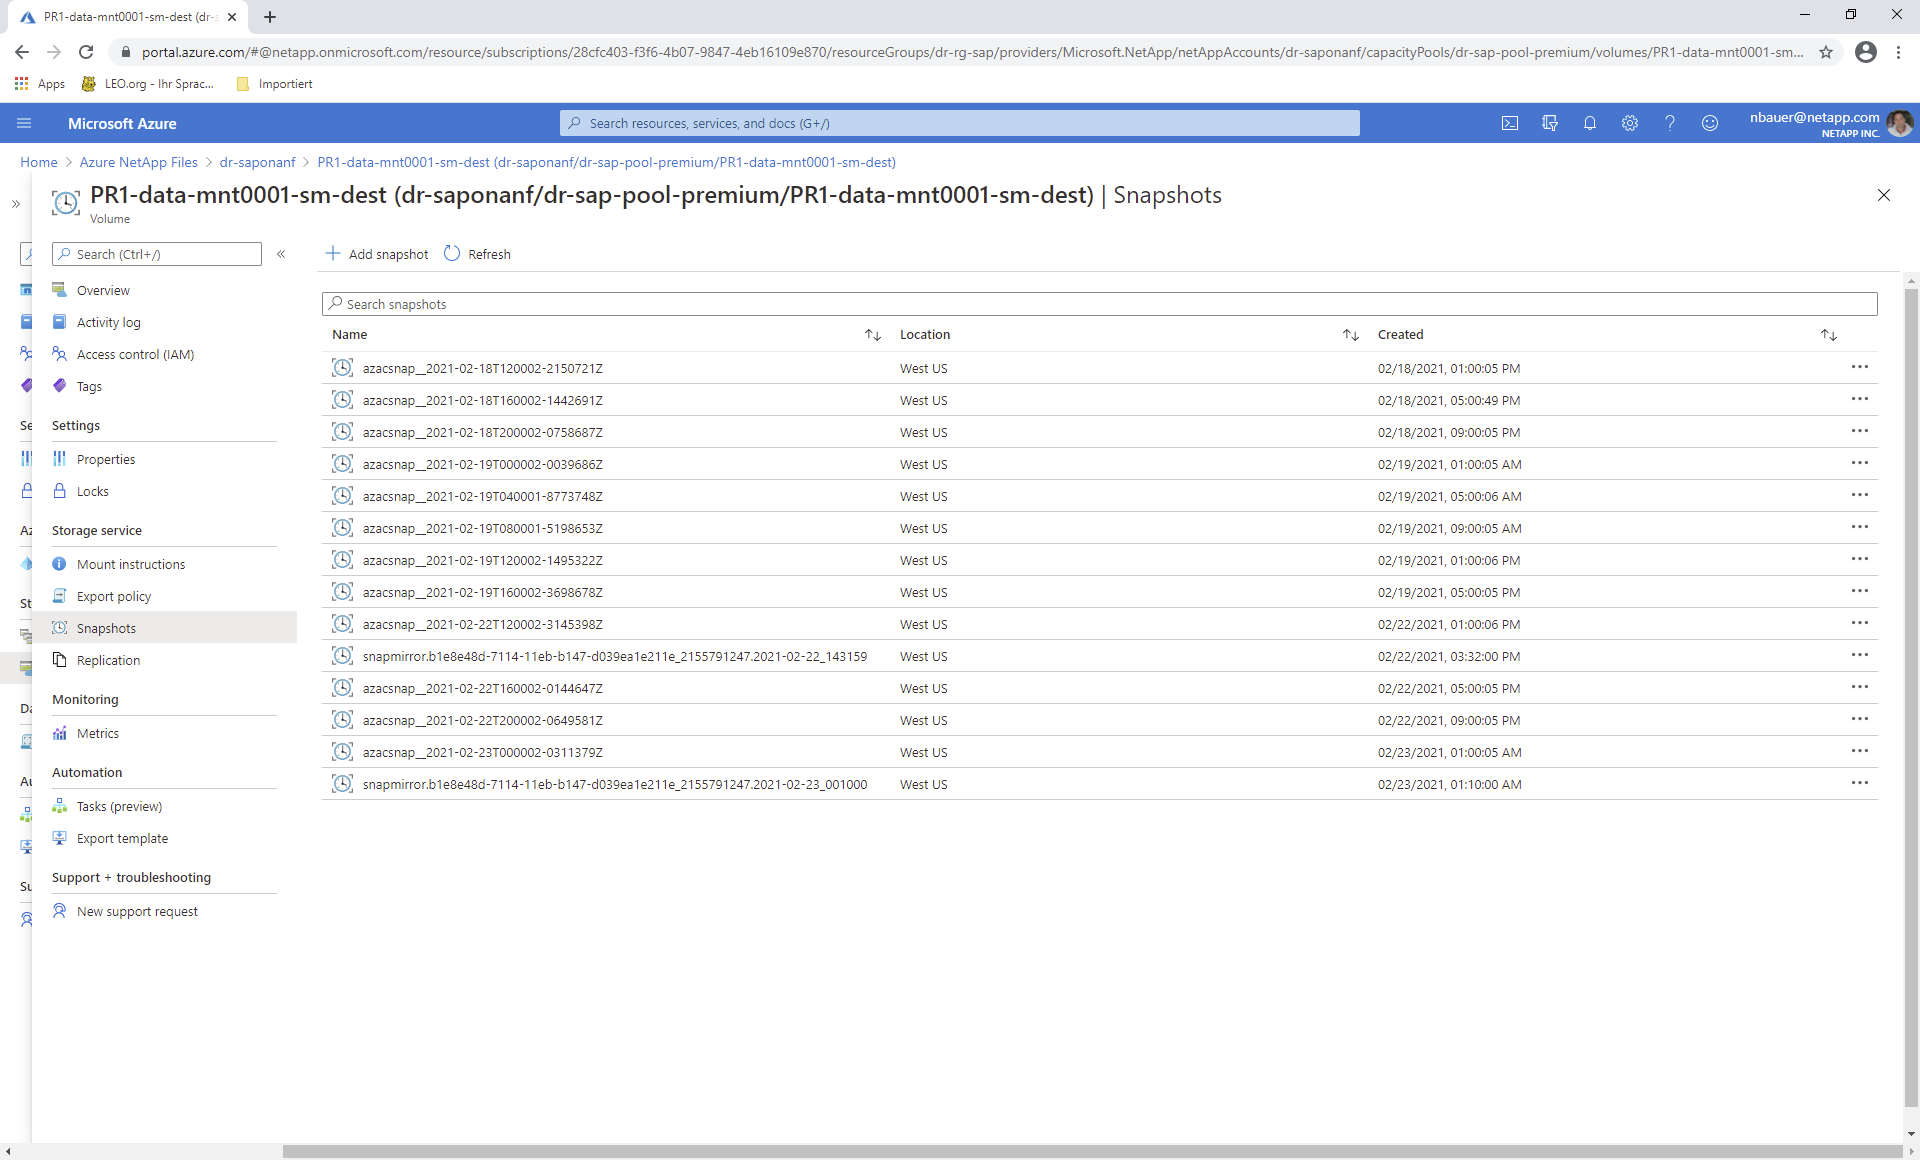 PR1-data-mnt0001-sm-dest (dr-s
portal.azure.com/#@netapp.onmicrosoft.com/resource/subscriptions/28cfc403-f3f6-4b07-9847-4eb16109e870/resourceGroups/dr-rg-sap/providers/Microsoft.NetApp/netAppAccounts/dr-saponanf/capacityPools/dr-sap-pool-premium/volumes/PR1-data-mnt0001-sm...
Apps LEO.org - Ihr Sprac... Importiert
Microsoft Azure
Search resources, services, and docs (G+/)
nbauer@netapp.com
NETAPP INC.
Home > Azure NetApp Files > dr-saponanf > PR1-data-mnt0001-sm-dest (dr-saponanf/dr-sap-pool-premium/PR1-data-mnt0001-sm-dest)
PR1-data-mnt0001-sm-dest (dr-saponanf/dr-sap-pool-premium/PR1-data-mnt0001-sm-dest) | Snapshots
Volume
Search (Ctrl+/)
Overview
Activity log
Access control (IAM)
Tags
Se
Settings
Properties
Locks
Az
Storage service
Mount instructions
Export policy
St
Snapshots
Replication
Da
Monitoring
Metrics
Au
Automation
Tasks (preview)
Export template
Su
Support + troubleshooting
New support request
Add snapshot Refresh
Search snapshots
Name Location Created
azacsnap__2021-02-18T120002-2150721Z West US 02/18/2021, 01:00:05 PM
azacsnap__2021-02-18T160002-1442691Z West US 02/18/2021, 05:00:49 PM
azacsnap__2021-02-18T200002-0758687Z West US 02/18/2021, 09:00:05 PM
azacsnap__2021-02-19T000002-0039686Z West US 02/19/2021, 01:00:05 AM
azacsnap__2021-02-19T040001-8773748Z West US 02/19/2021, 05:00:06 AM
azacsnap__2021-02-19T080001-5198653Z West US 02/19/2021, 09:00:05 AM
azacsnap__2021-02-19T120002-1495322Z West US 02/19/2021, 01:00:06 PM
azacsnap__2021-02-19T160002-3698678Z West US 02/19/2021, 05:00:05 PM
azacsnap__2021-02-22T120002-3145398Z West US 02/22/2021, 01:00:06 PM
snapmirror.b1e8e48d-7114-11eb-b147-d039ea1e211e_2155791247.2021-02-22_143159 West US 02/22/2021, 03:32:00 PM
azacsnap__2021-02-22T160002-0144647Z West US 02/22/2021, 05:00:05 PM
azacsnap__2021-02-22T200002-0649581Z West US 02/22/2021, 09:00:05 PM
azacsnap__2021-02-23T000002-0311379Z West US 02/23/2021, 01:00:05 AM
snapmirror.b1e8e48d-7114-11eb-b147-d039ea1e211e_2155791247.2021-02-23_001000 West US 02/23/2021, 01:10:00 AM